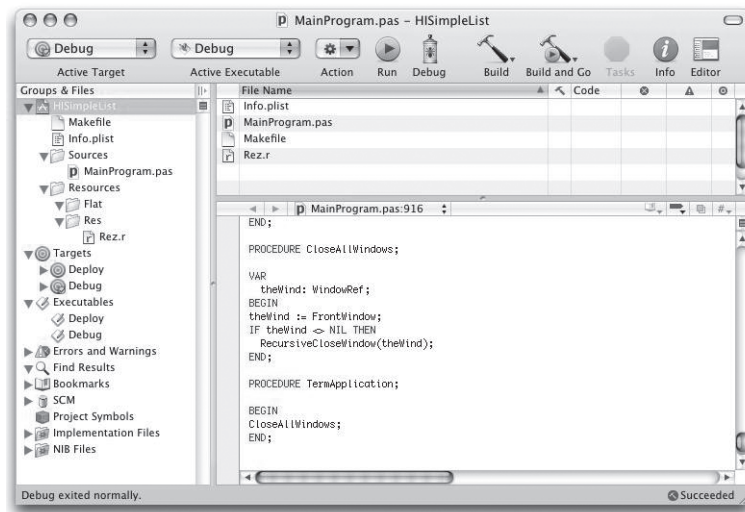 MainProgram.pas – HISimpleList
Debug
Debug
Active Target
Active Executable
Action
Run
Debug
Build
Build and Go
Tasks
Info
Editor
Groups & Files
HISimpleList
Makefile
Info.plist
Sources
MainProgram.pas
Resources
Flat
Res
Rez.r
Targets
Deploy
Debug
Executables
Deploy
Debug
Errors and Warnings
Find Results
Bookmarks
SCM
Project Symbols
Implementation Files
NIB Files
File Name
Code
Info.plist
MainProgram.pas
Makefile
Rez.r
MainProgram.pas:916
END;
PROCEDURE CloseAllWindows;
VAR
theWind: WindowRef;
BEGIN
theWind := FrontWindow;
IF theWind <> NIL THEN
RecursiveCloseWindow(theWind);
END;
PROCEDURE TermApplication;
BEGIN
CloseAllWindows;
END;
Debug exited normally.
Succeeded